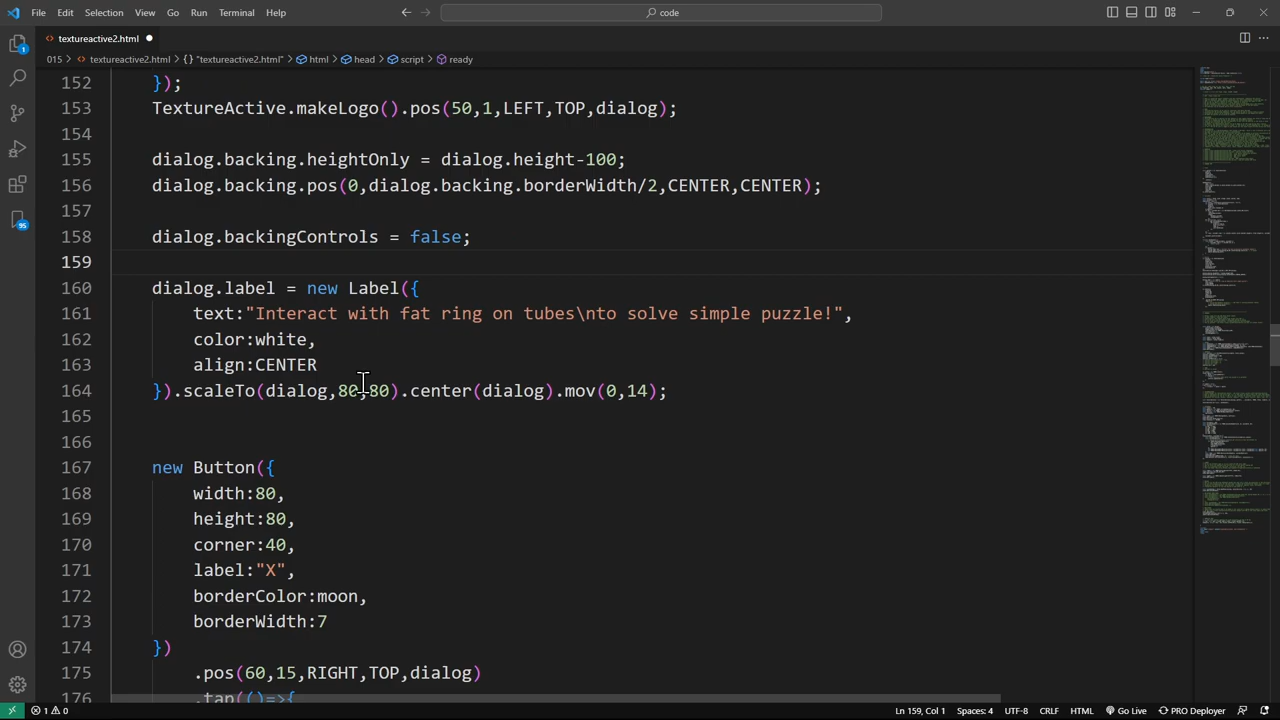 File Edit Selection View Go Run Terminal Help
code
textureactive2.html
015 > textureactive2.html > "textureactive2.html" > html > head > script > ready
152 });
153 TextureActive.makeLogo().pos(50,1,LEFT,TOP,dialog);
154
155 dialog.backing.heightOnly = dialog.height-100;
156 dialog.backing.pos(0,dialog.backing.borderWidth/2,CENTER,CENTER);
157
158 dialog.backingControls = false;
159
160 dialog.label = new Label({
161 text:"Interact with fat ring on tubes\nto solve simple puzzle!",
162 color:white,
163 align:CENTER
164 }).scaleTo(dialog,80,80).center(dialog).mov(0,14);
165
166
167 new Button({
168 width:80,
169 height:80,
170 corner:40,
171 label:"X",
172 borderColor:moon,
173 borderWidth:7
174 })
175 .pos(60,15,RIGHT,TOP,dialog)
176 .tap(()=>{
1
95
1 0
Ln 159, Col 1 Spaces: 4 UTF-8 CRLF HTML Go Live PRO Deployer